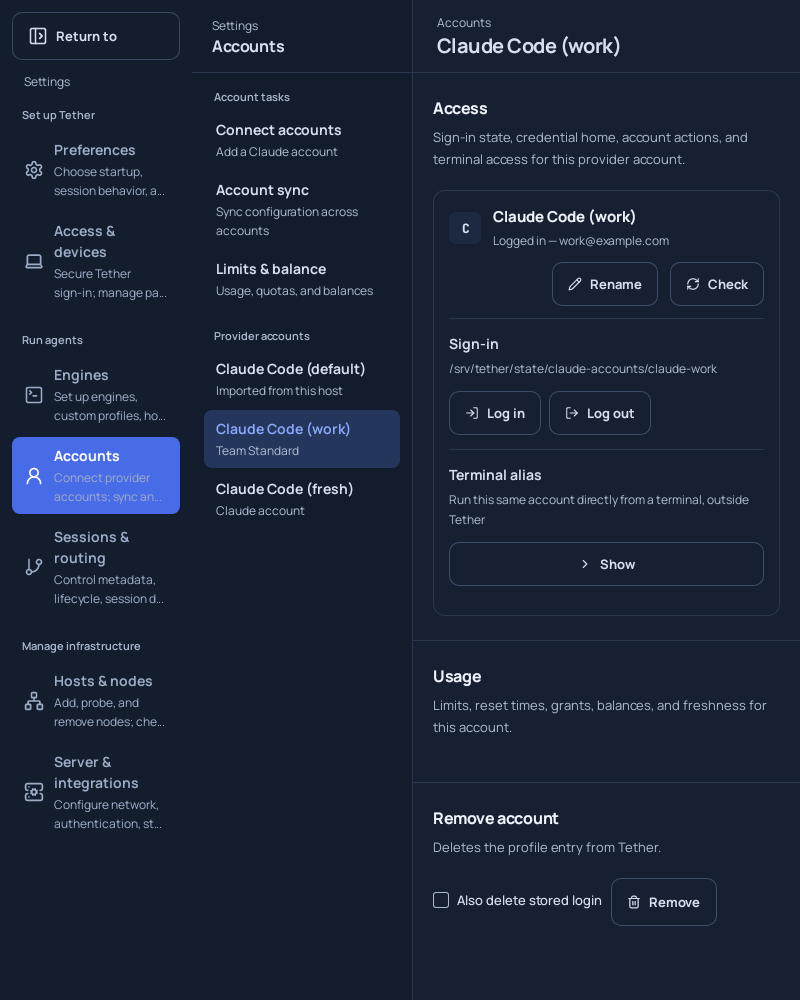 Return to
Settings
Set up Tether
Preferences
Choose startup,
session behavior, a...
Access &
devices
Secure Tether
sign-in; manage pa...
Run agents
Engines
Set up engines,
custom profiles, ho...
Accounts
Connect provider
accounts; sync an...
Sessions &
routing
Control metadata,
lifecycle, session d...
Manage infrastructure
Hosts & nodes
Add, probe, and
remove nodes; che...
Server &
integrations
Configure network,
authentication, st...
Settings
Accounts
Account tasks
Connect accounts
Add a Claude account
Account sync
Sync configuration across
accounts
Limits & balance
Usage, quotas, and balances
Provider accounts
Claude Code (default)
Imported from this host
Claude Code (work)
Team Standard
Claude Code (fresh)
Claude account
Accounts
Claude Code (work)
Access
Sign-in state, credential home, account actions, and
terminal access for this provider account.
C
Claude Code (work)
Logged in — work@example.com
Rename
Check
Sign-in
/srv/tether/state/claude-accounts/claude-work
Log in
Log out
Terminal alias
Run this same account directly from a terminal, outside
Tether
Show
Usage
Limits, reset times, grants, balances, and freshness for
this account.
Remove account
Deletes the profile entry from Tether.
Also delete stored login
Remove